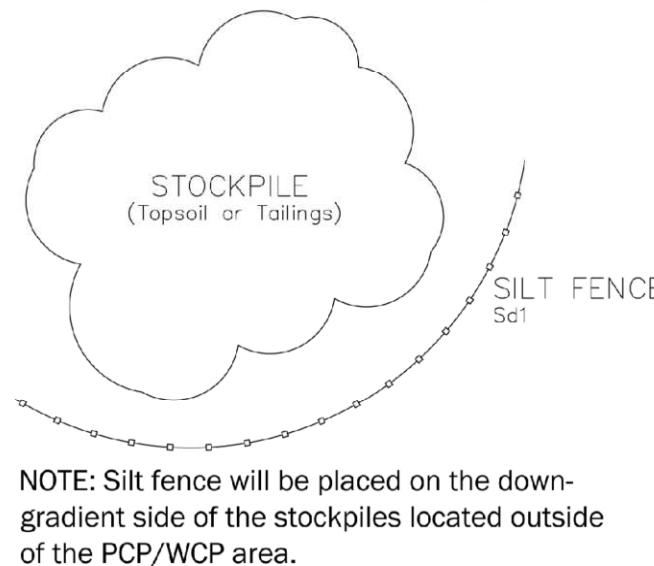 STOCKPILE
(Topsoil or Tailings)
SILT FENCE
Sd1
NOTE: Silt fence will be placed on the down-
gradient side of the stockpiles located outside
of the PCP/WCP area.